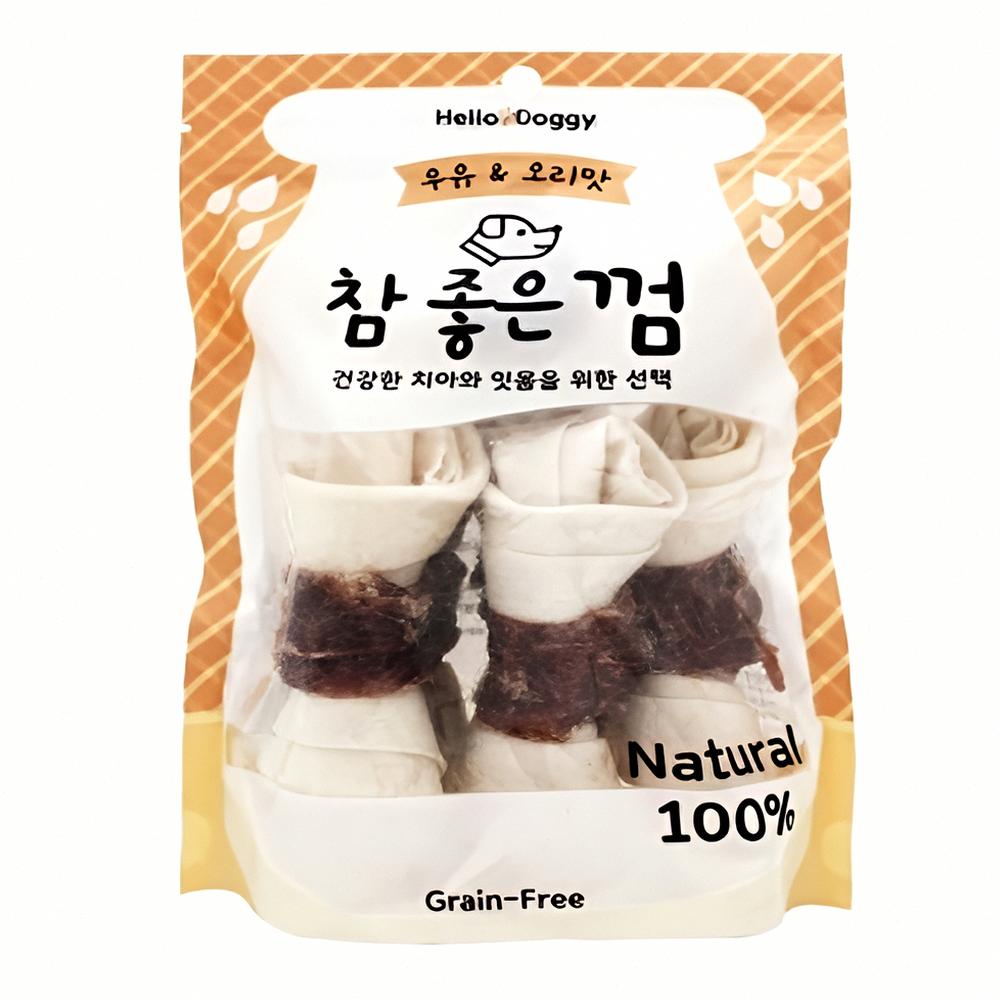 Hello Doggy
우유 & 오리맛
참 좋은 껌
건강한 치아와 잇몸을 위한 선택
Natural
100%
Grain-Free